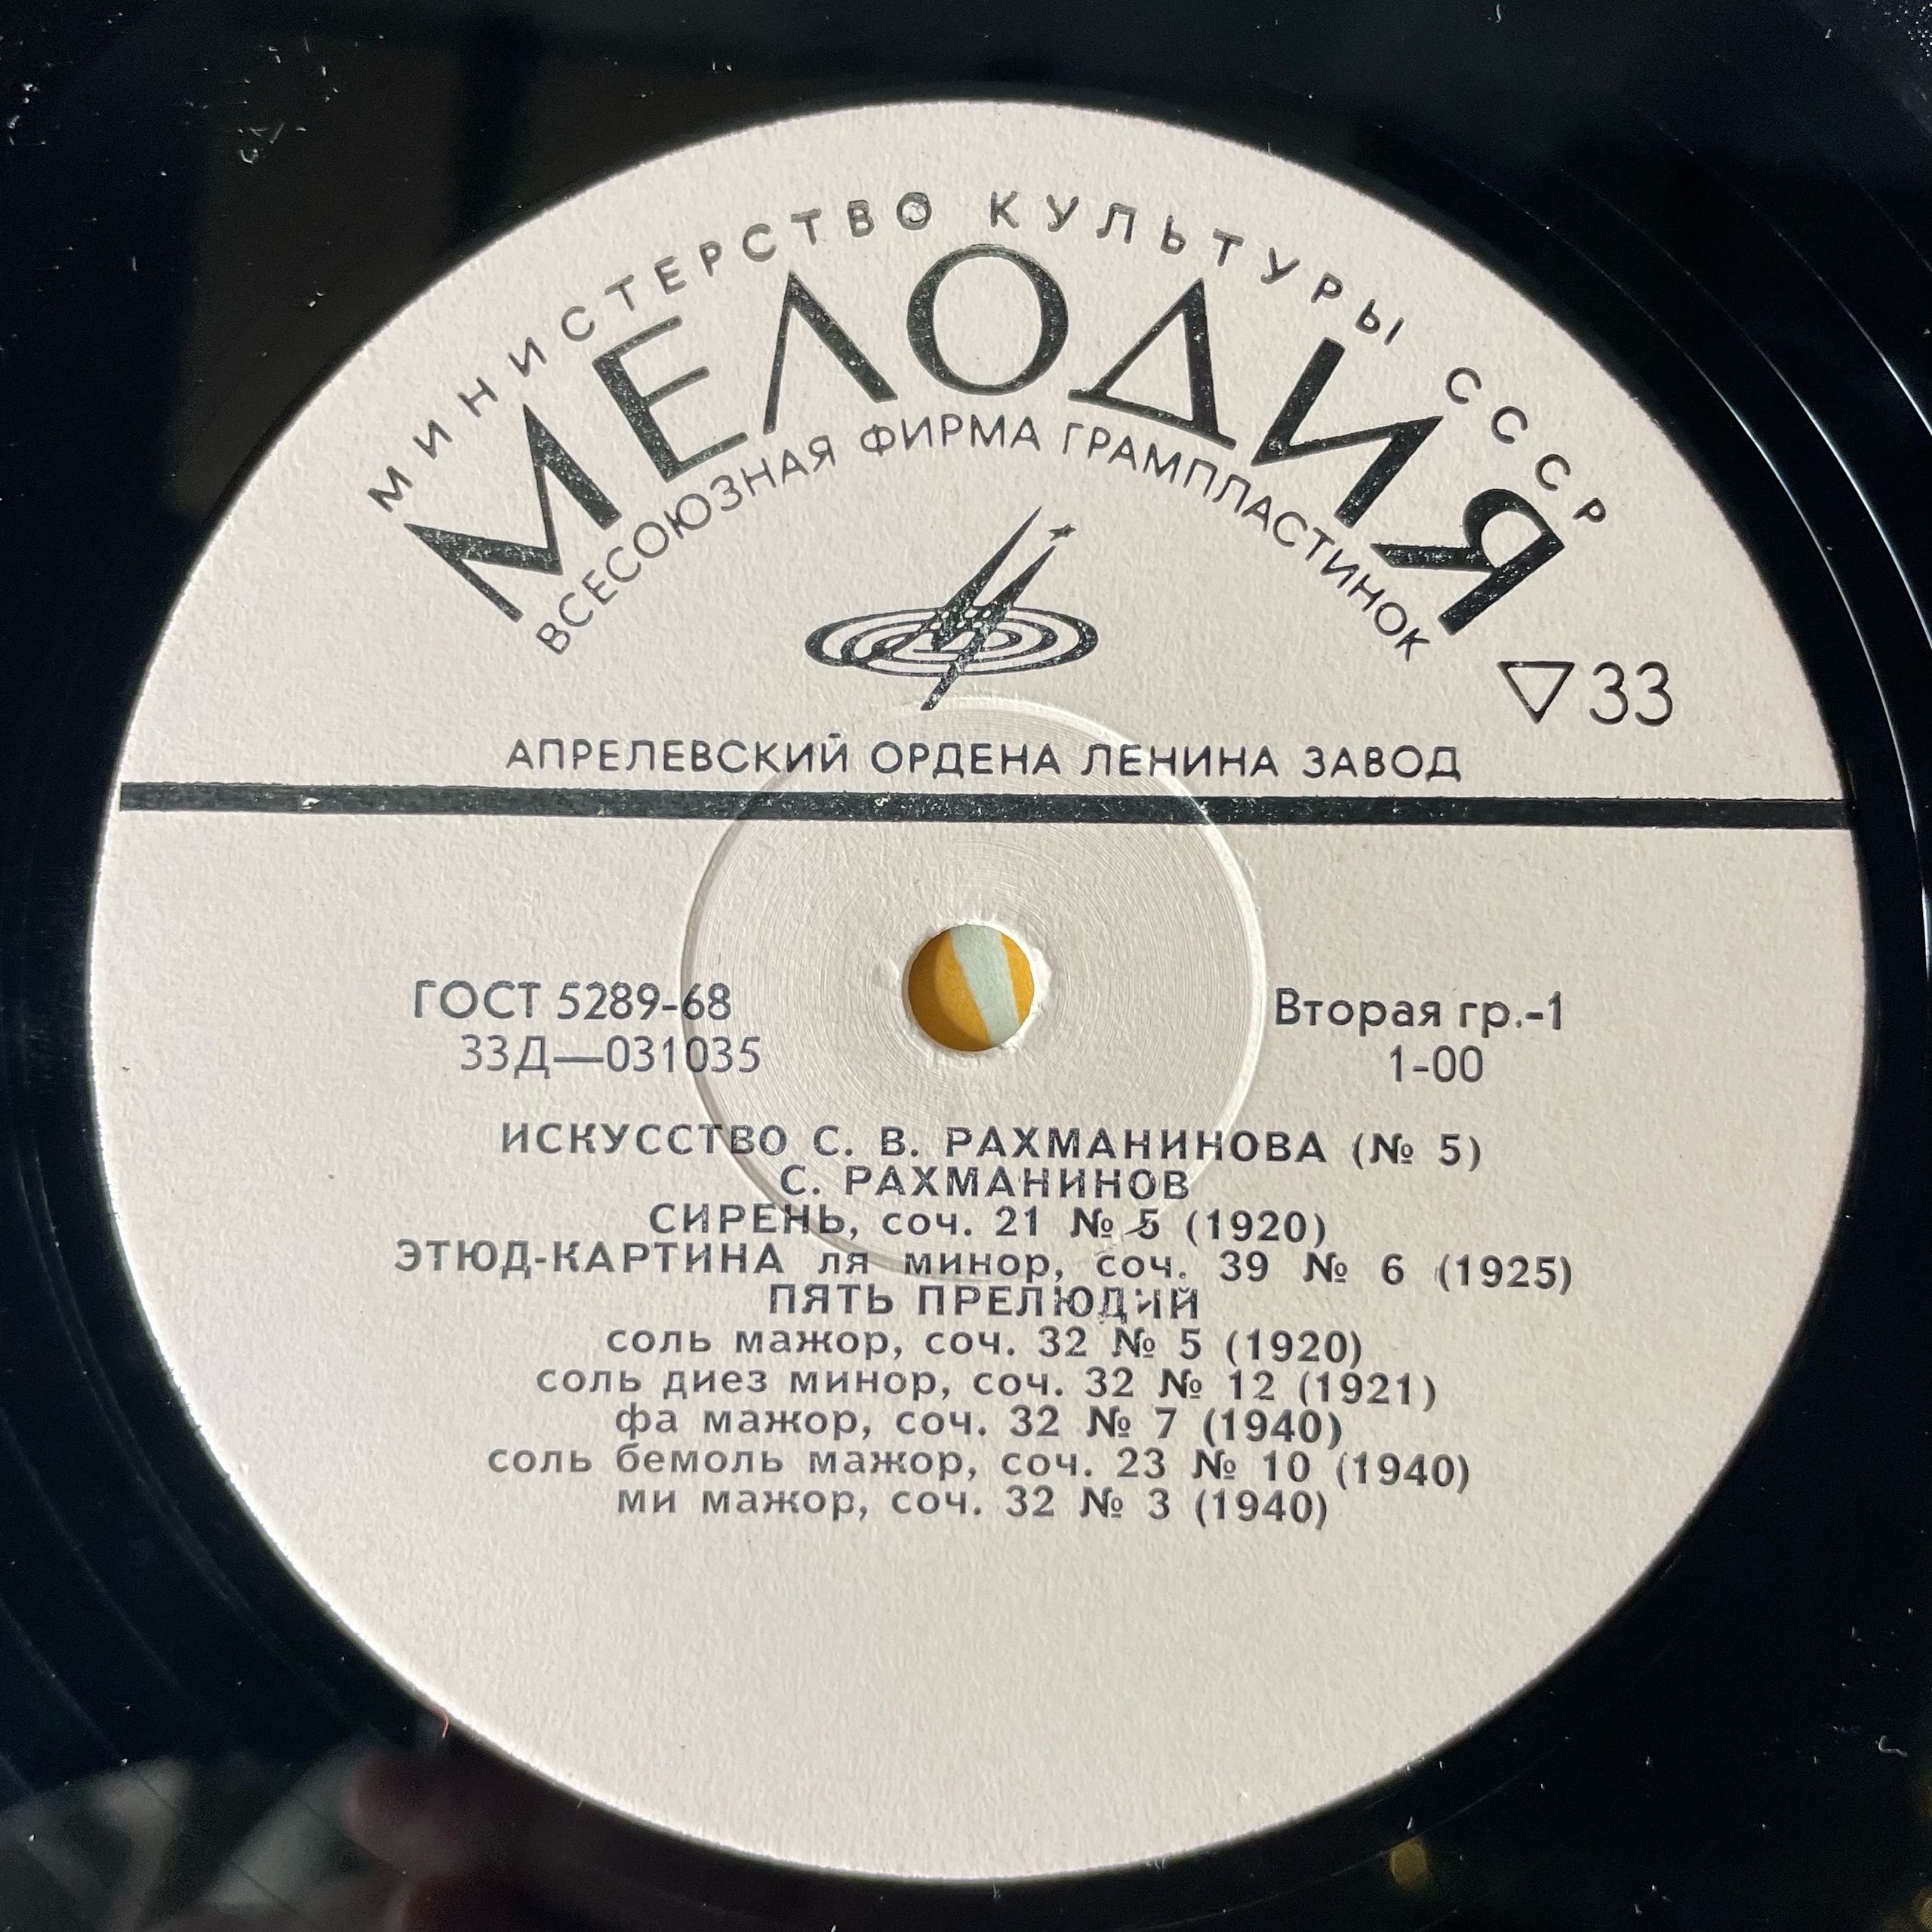 МИНИСТЕРСТВО КУЛЬТУРЫ СССР
МЕЛОДИЯ
ВСЕСОЮЗНАЯ ФИРМА ГРАМПЛАСТИНОК
▽33
АПРЕЛЕВСКИЙ ОРДЕНА ЛЕНИНА ЗАВОД
ГОСТ 5289-68
33Д—031035
Вторая гр.-1
1-00
ИСКУССТВО С. В. РАХМАНИНОВА (№ 5)
С. РАХМАНИНОВ
СИРЕНЬ, соч. 21 № 5 (1920)
ЭТЮД-КАРТИНА ля минор, соч. 39 № 6 (1925)
ПЯТЬ ПРЕЛЮДИЙ
соль мажор, соч. 32 № 5 (1920)
соль диез минор, соч. 32 № 12 (1921)
фа мажор, соч. 32 № 7 (1940)
соль бемоль мажор, соч. 23 № 10 (1940)
ми мажор, соч. 32 № 3 (1940)